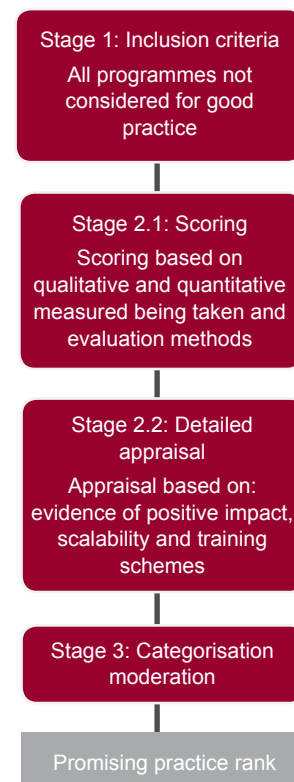 Stage 1: Inclusion criteria
All programmes not
considered for good
practice
Stage 2.1: Scoring
Scoring based on
qualitative and quantitative
measured being taken and
evaluation methods
Stage 2.2: Detailed
appraisal
Appraisal based on:
evidence of positive impact,
scalability and training
schemes
Stage 3: Categorisation
moderation
Promising practice rank